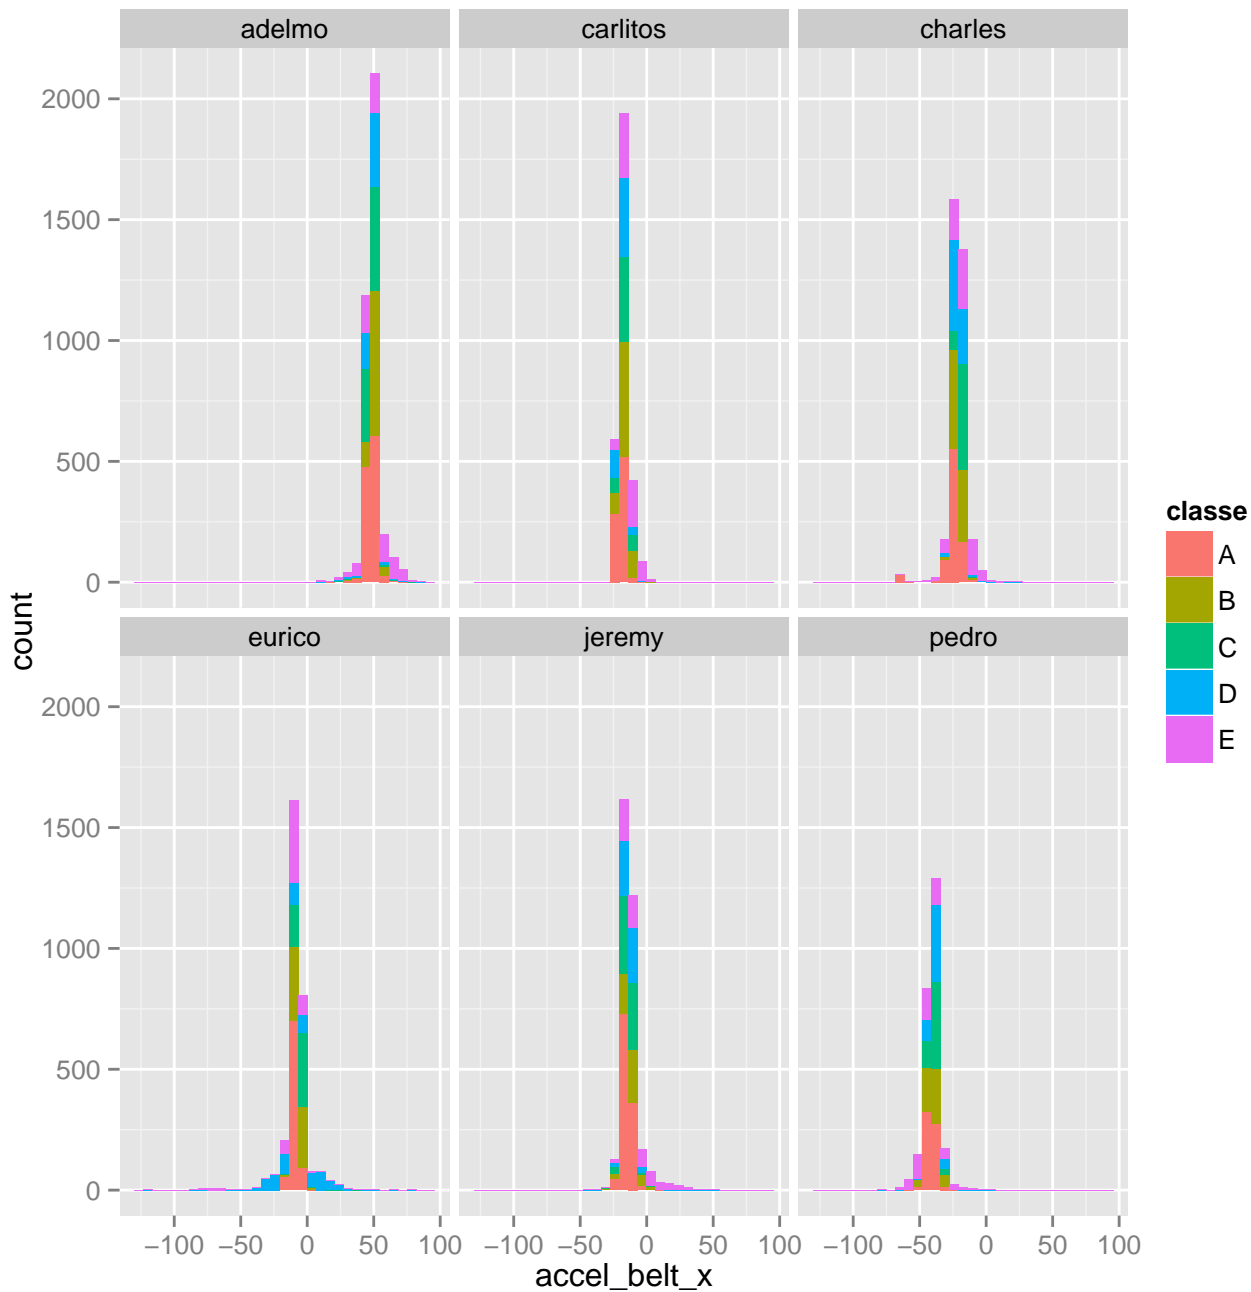 adelmo carlitos charles
2000
1500
1000
500
0
eurico jeremy pedro
2000
1500
1000
500
0
−100 −50 0 50 100 −100 −50 0 50 100 −100 −50 0 50 100
accel_belt_x
count
classe
A
B
C
D
E